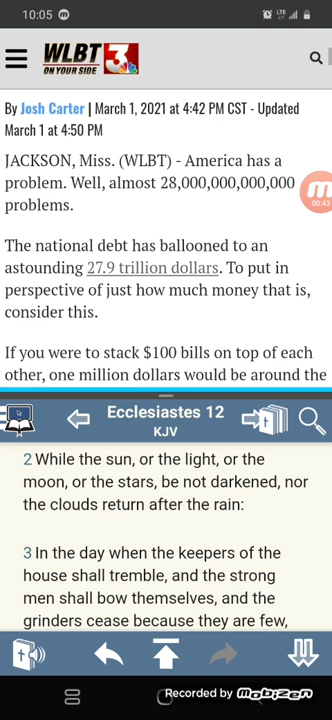 10:05
LTE
WLBT 3
ON YOUR SIDE
By Josh Carter | March 1, 2021 at 4:42 PM CST - Updated
March 1 at 4:50 PM
JACKSON, Miss. (WLBT) - America has a
problem. Well, almost 28,000,000,000,000
problems.
00:43
The national debt has ballooned to an
astounding 27.9 trillion dollars. To put in
perspective of just how much money that is,
consider this.
If you were to stack $100 bills on top of each
other, one million dollars would be around the
Ecclesiastes 12
KJV
2 While the sun, or the light, or the
moon, or the stars, be not darkened, nor
the clouds return after the rain:
3 In the day when the keepers of the
house shall tremble, and the strong
men shall bow themselves, and the
grinders cease because they are few,
Recorded by mobizen